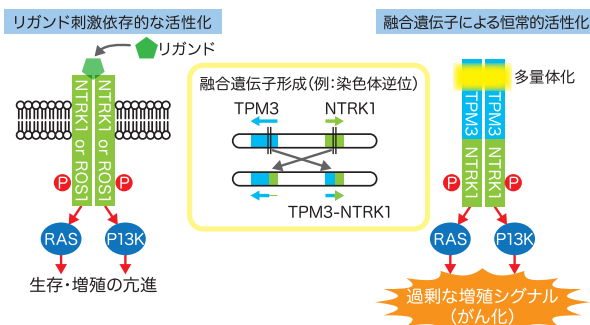 リガンド刺激依存的な活性化
リガンド
NTRK1 or ROS1
NTRK1 or ROS1
P
P
RAS
P13K
生存・増殖の亢進
融合遺伝子形成(例:染色体逆位)
TPM3
NTRK1
TPM3-NTRK1
融合遺伝子による恒常的活性化
多量体化
TPM3
TPM3
NTRK1
NTRK1
P
P
RAS
P13K
過剰な増殖シグナル
(がん化)